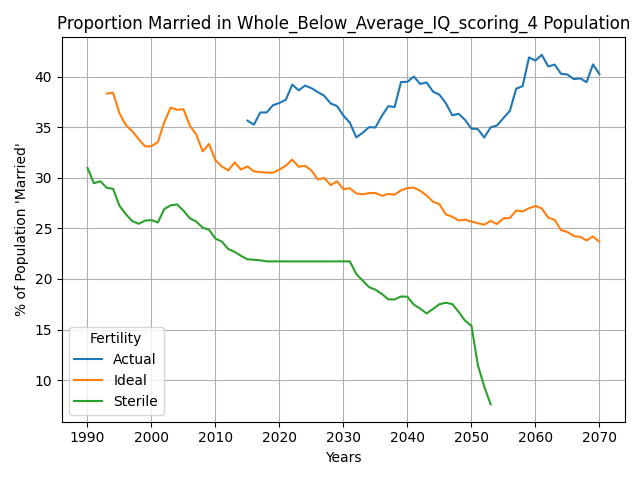 Proportion Married in Whole_Below_Average_IQ_scoring_4 Population
% of Population 'Married'
40
35
30
25
20
15
10
Fertility
Actual
Ideal
Sterile
1990 2000 2010 2020 2030 2040 2050 2060 2070
Years